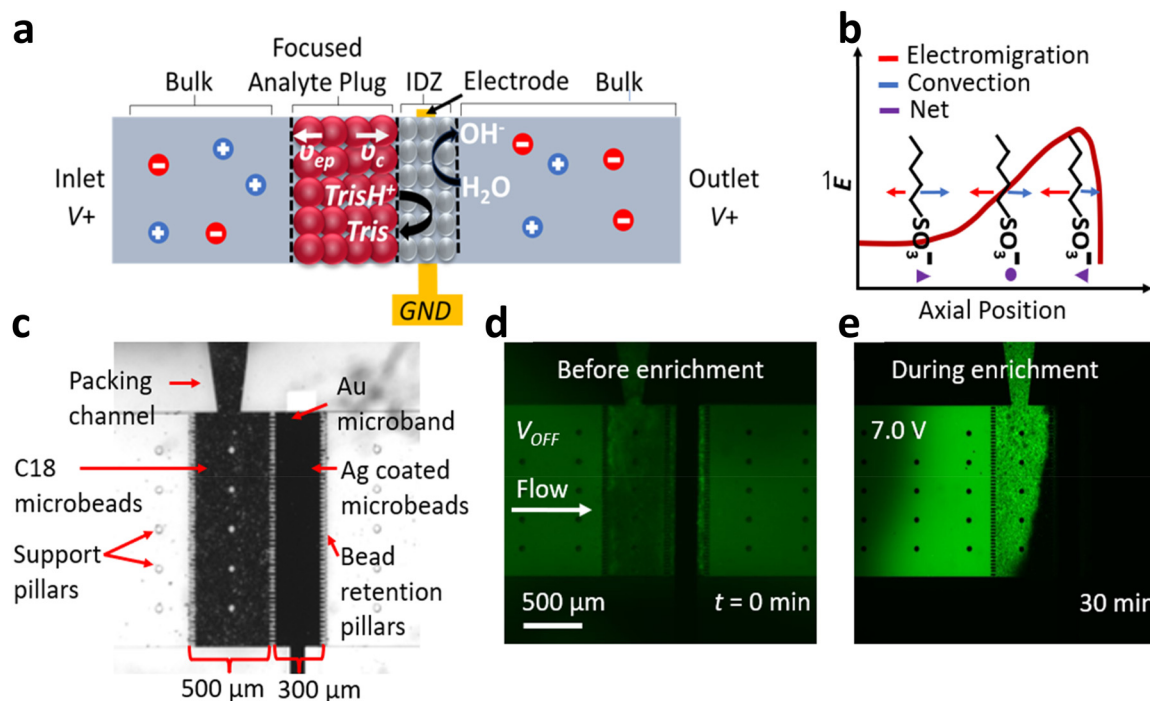 a
Focused
Bulk
Analyte Plug
IDZ
Electrode
Bulk
Inlet
V+
υep
υc
TrisH+
Tris
OH-
H2O
Outlet
V+
GND
b
Electromigration
Convection
Net
1E
SO3-
SO3-
SO3-
Axial Position
c
Packing
channel
C18
microbeads
Support
pillars
Au
microband
Ag coated
microbeads
Bead
retention
pillars
500 µm
300 µm
d
Before enrichment
VOFF
Flow
500 µm
t = 0 min
e
During enrichment
7.0 V
30 min